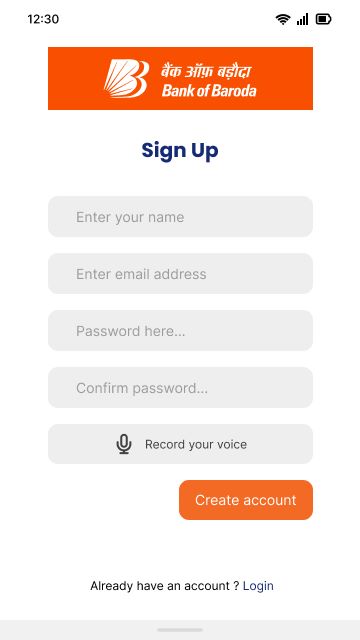 12:30
बैंक ऑफ़ बड़ौदा
Bank of Baroda
Sign Up
Enter your name
Enter email address
Password here...
Confirm password...
Record your voice
Create account
Already have an account ? Login